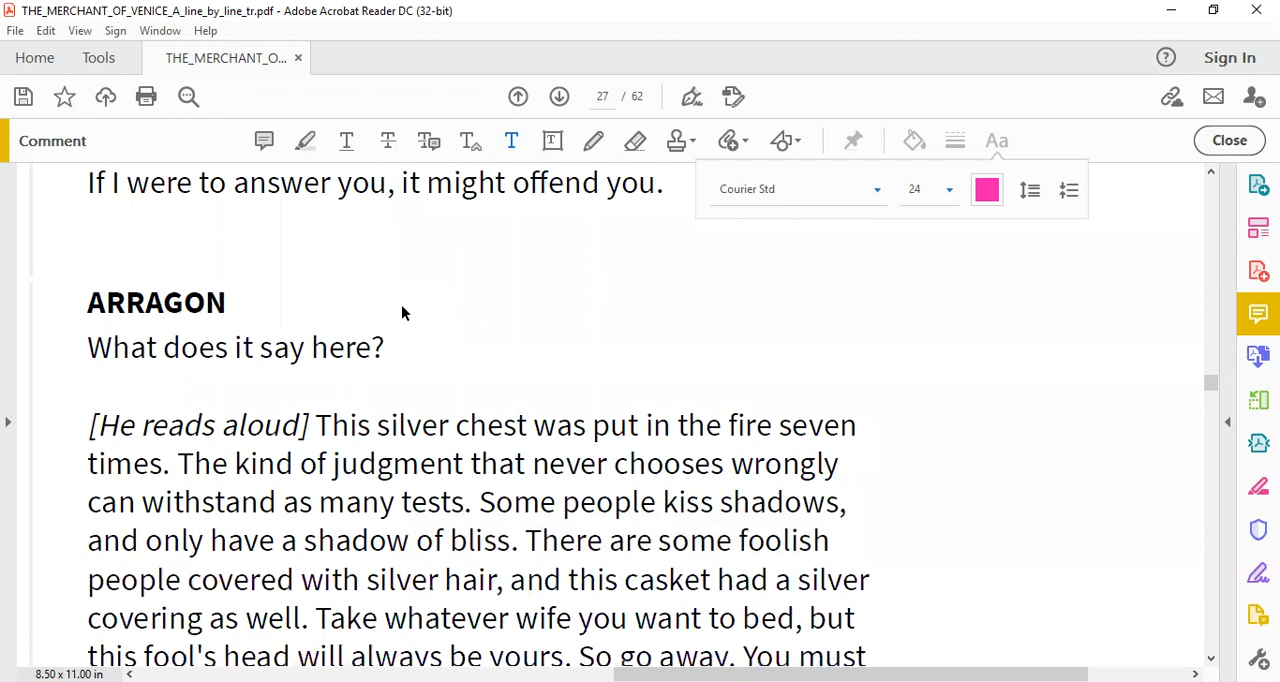 THE_MERCHANT_OF_VENICE_A_line_by_line_tr.pdf - Adobe Acrobat Reader DC (32-bit)
File Edit View Sign Window Help
Home Tools THE_MERCHANT_O... × Sign In
27 / 62
Comment Close
Courier Std 24
If I were to answer you, it might offend you.
ARRAGON
What does it say here?
[He reads aloud] This silver chest was put in the fire seven
times. The kind of judgment that never chooses wrongly
can withstand as many tests. Some people kiss shadows,
and only have a shadow of bliss. There are some foolish
people covered with silver hair, and this casket had a silver
covering as well. Take whatever wife you want to bed, but
this fool's head will always be yours. So go away. You must
8.50 x 11.00 in